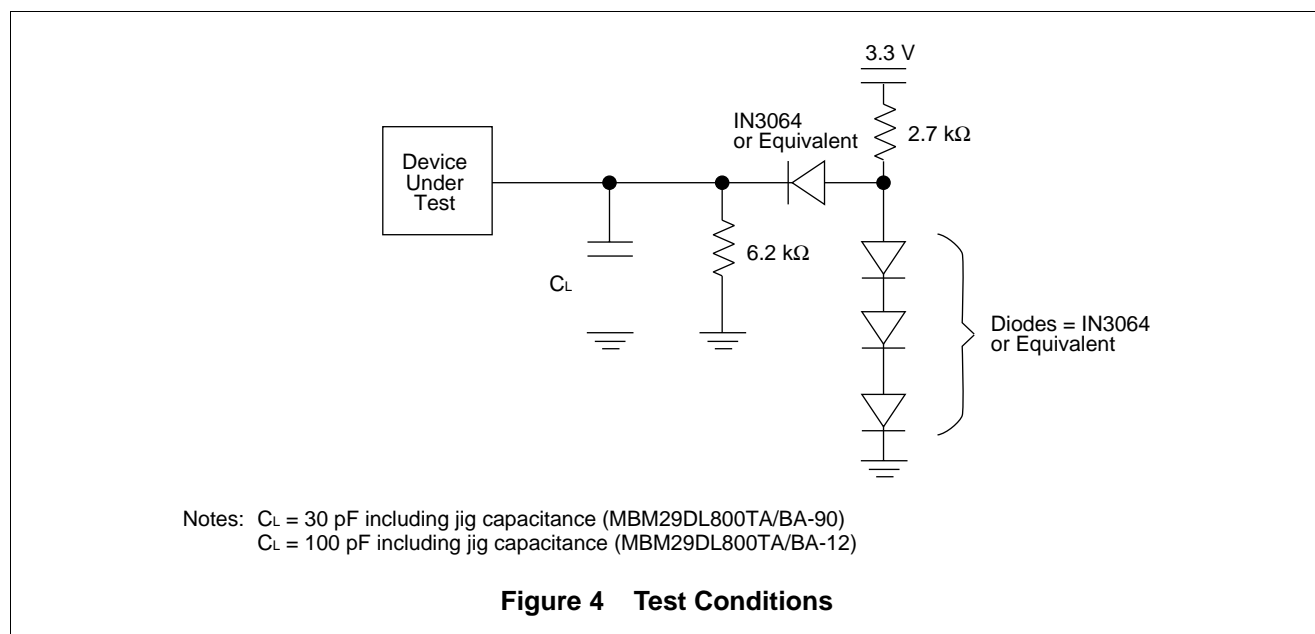 3.3 V
IN3064
or Equivalent
2.7 kΩ
Device
Under
Test
6.2 kΩ
CL
Diodes = IN3064
or Equivalent
Notes: CL = 30 pF including jig capacitance (MBM29DL800TA/BA-90)
CL = 100 pF including jig capacitance (MBM29DL800TA/BA-12)
Figure 4 Test Conditions